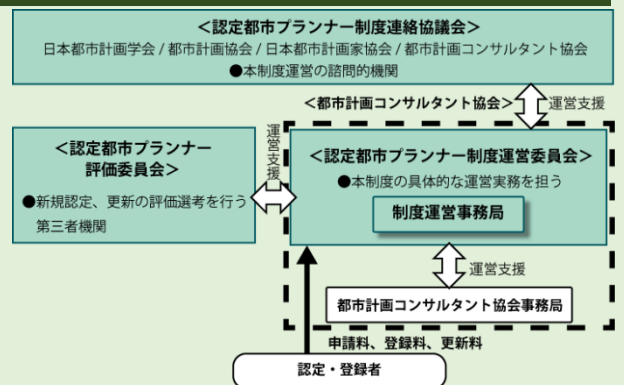 ＜認定都市プランナー制度連絡協議会＞
日本都市計画学会 / 都市計画協会 / 日本都市計画家協会 / 都市計画コンサルタント協会
●本制度運営の諮問的機関
＜都市計画コンサルタント協会＞
運営支援
＜認定都市プランナー
評価委員会＞
●新規認定、更新の評価選考を行う
第三者機関
運営支援
＜認定都市プランナー制度運営委員会＞
●本制度の具体的な運営実務を担う
制度運営事務局
運営支援
都市計画コンサルタント協会事務局
申請料、登録料、更新料
認定・登録者